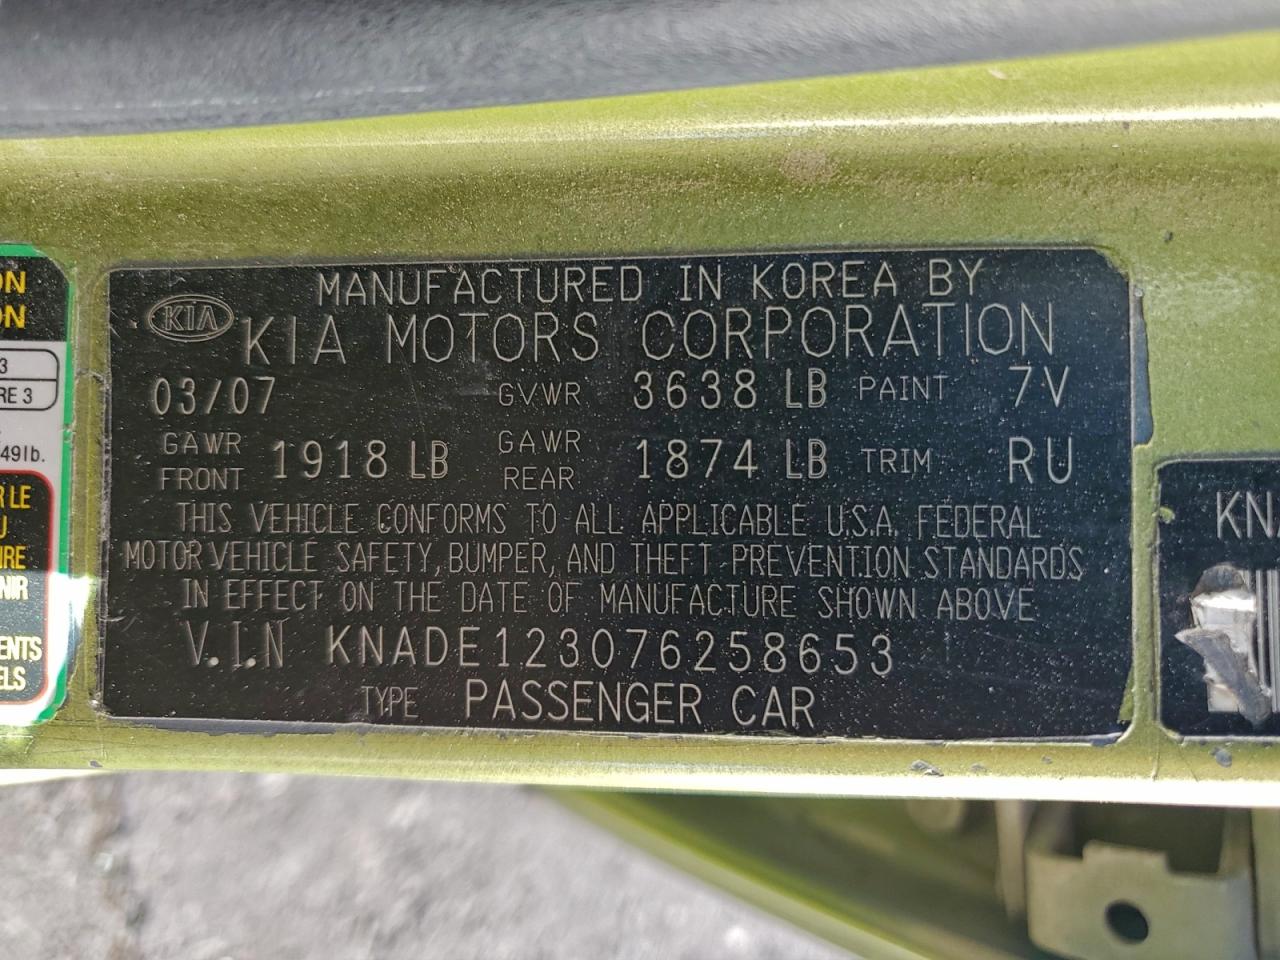 MANUFACTURED IN KOREA BY
KIA KIA MOTORS CORPORATION
03/07 GVWR 3638 LB PAINT 7V
GAWR FRONT 1918 LB GAWR REAR 1874 LB TRIM RU
THIS VEHICLE CONFORMS TO ALL APPLICABLE U.S.A. FEDERAL
MOTOR VEHICLE SAFETY, BUMPER, AND THEFT PREVENTION STANDARDS
IN EFFECT ON THE DATE OF MANUFACTURE SHOWN ABOVE
V.I.N KNADE123076258653
TYPE PASSENGER CAR
ON
ON
3
RE 3
49lb.
R LE
U
IRE
NIR
ENTS
ELS
KN